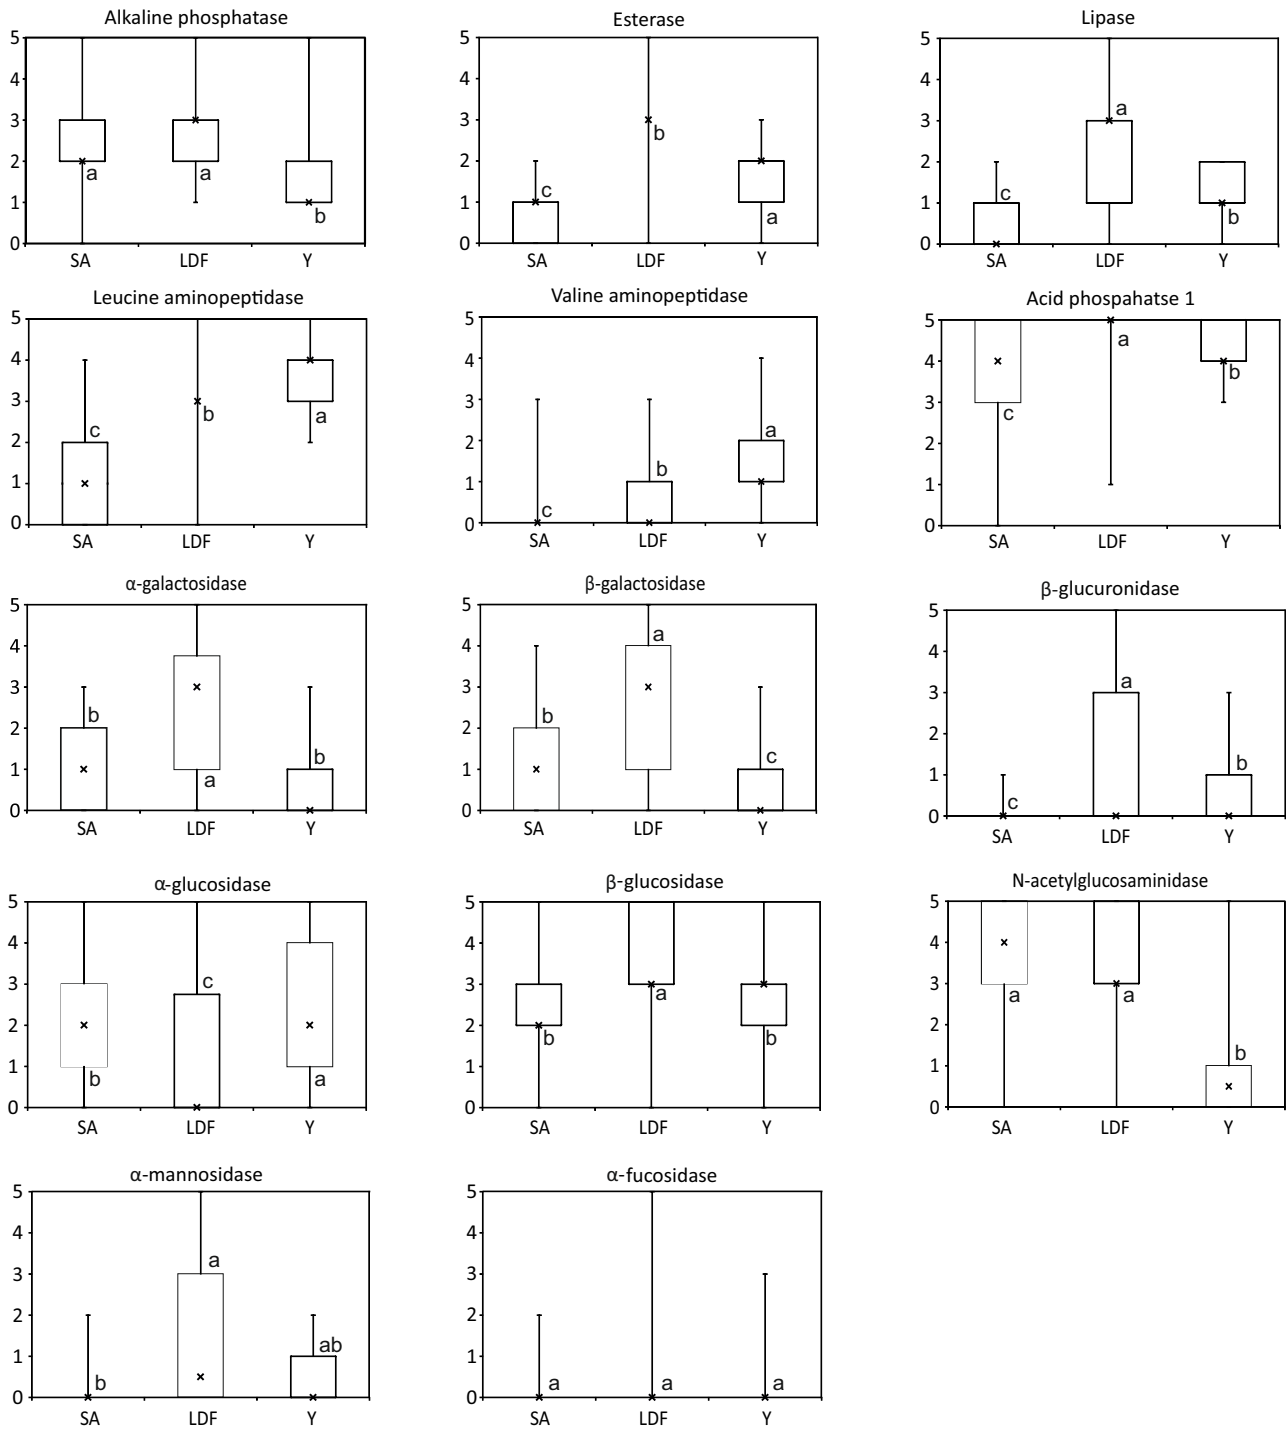 Alkaline phosphatase
5
4
3
2
1
0
a
a
b
SA LDF Y
Esterase
5
4
3
2
1
0
c
b
a
SA LDF Y
Lipase
5
4
3
2
1
0
c
a
b
SA LDF Y
Leucine aminopeptidase
5
4
3
2
1
0
c
b
a
SA LDF Y
Valine aminopeptidase
5
4
3
2
1
0
c
b
a
SA LDF Y
Acid phospahatse 1
5
4
3
2
1
0
c
a
b
SA LDF Y
α-galactosidase
5
4
3
2
1
0
b
a
b
SA LDF Y
β-galactosidase
5
4
3
2
1
0
b
a
c
SA LDF Y
β-glucuronidase
5
4
3
2
1
0
c
a
b
SA LDF Y
α-glucosidase
5
4
3
2
1
0
b
c
a
SA LDF Y
β-glucosidase
5
4
3
2
1
0
b
a
b
SA LDF Y
N-acetylglucosaminidase
5
4
3
2
1
0
a
a
b
SA LDF Y
α-mannosidase
5
4
3
2
1
0
b
a
ab
SA LDF Y
α-fucosidase
5
4
3
2
1
0
a
a
a
SA LDF Y